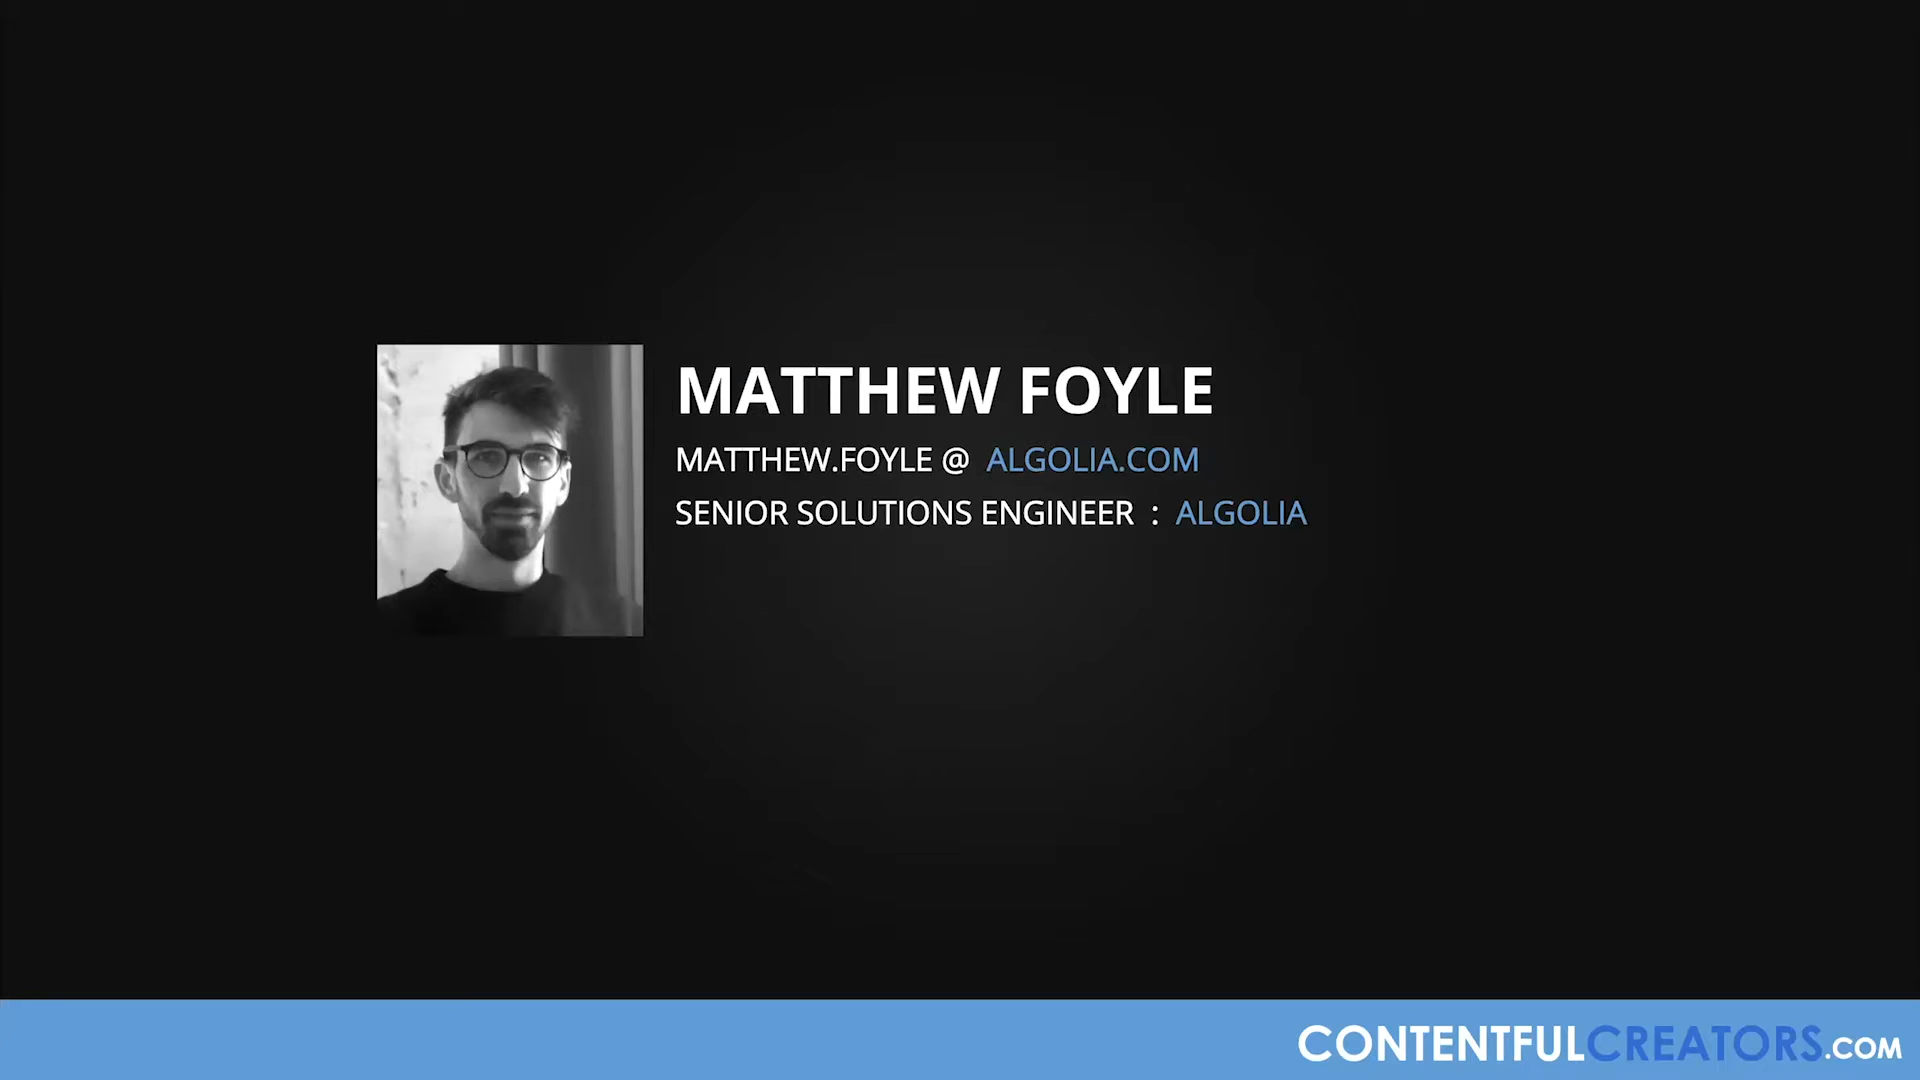 MATTHEW FOYLE
MATTHEW.FOYLE @ ALGOLIA.COM
SENIOR SOLUTIONS ENGINEER : ALGOLIA
CONTENTFULCREATORS.COM